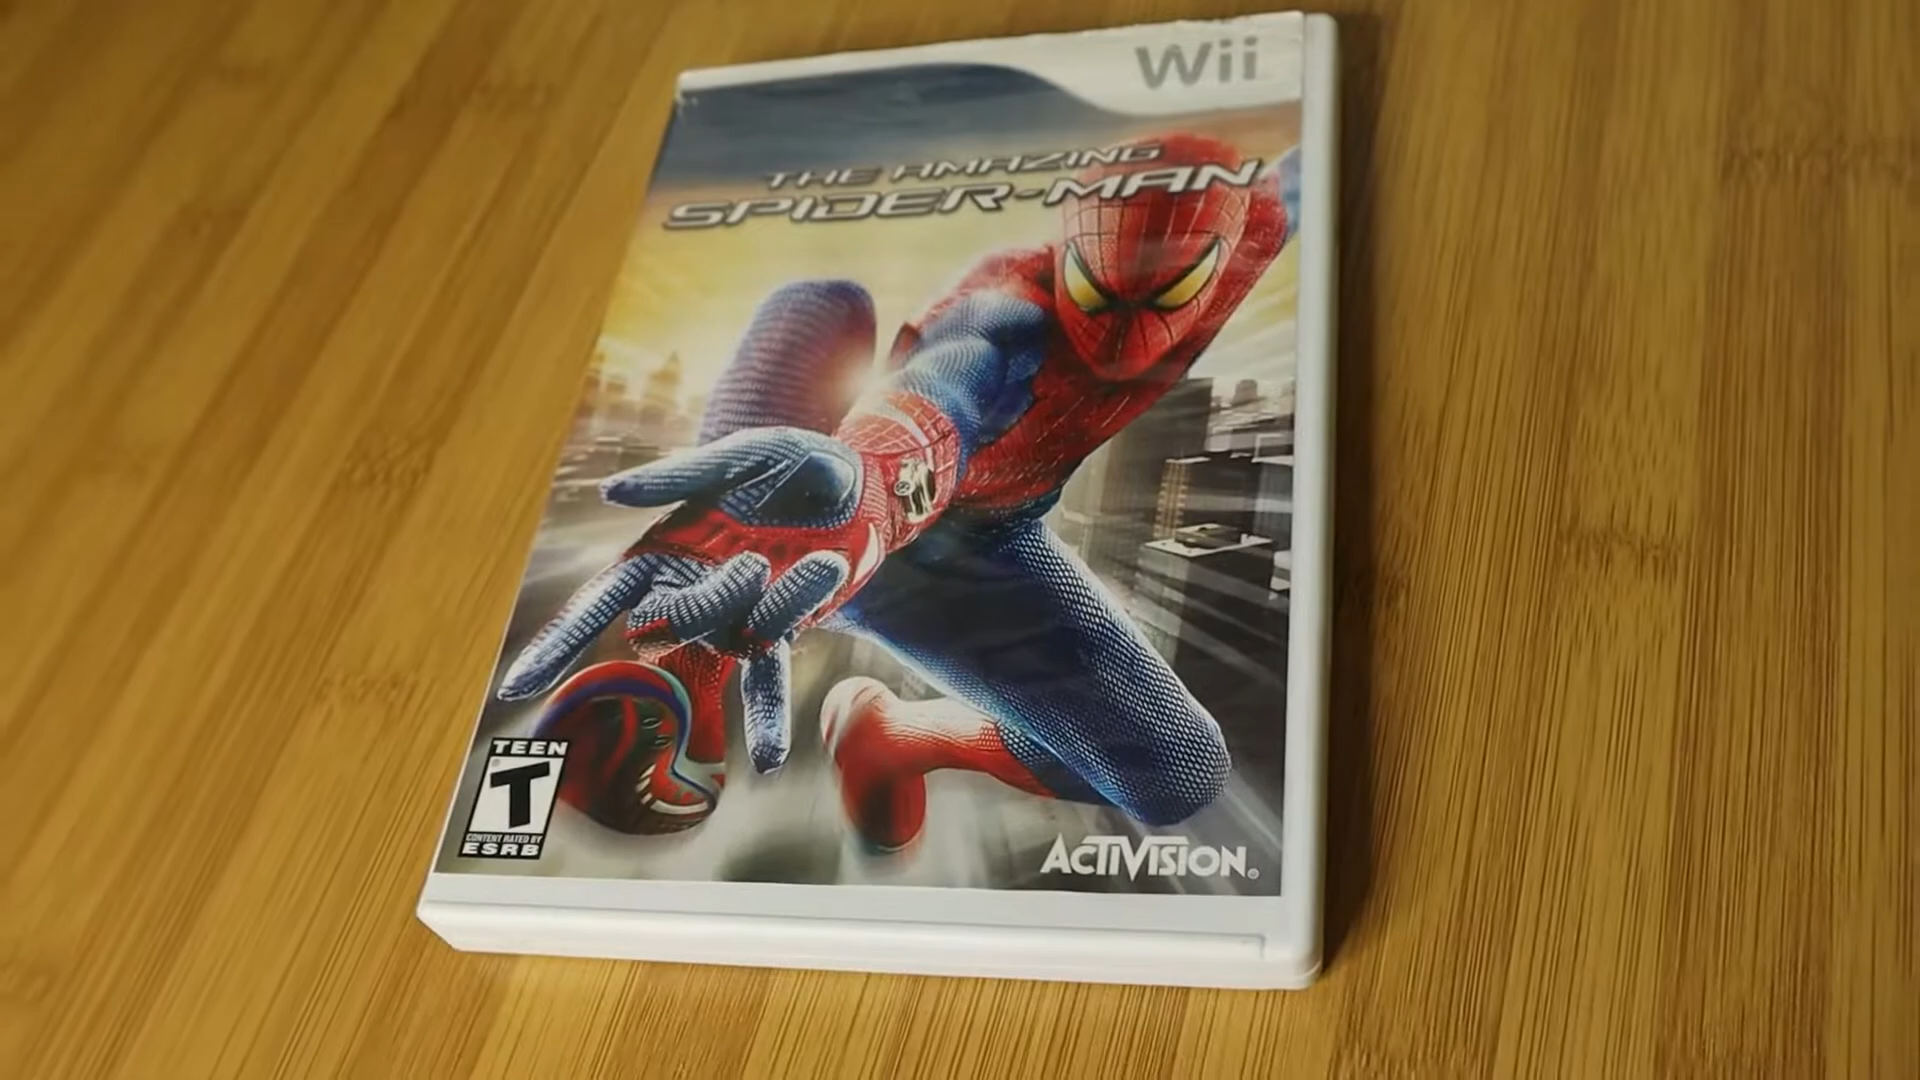 Wii
THE AMAZING
SPIDER-MAN
TEEN
T
CONTENT RATED BY
ESRB
ACTIVISION®